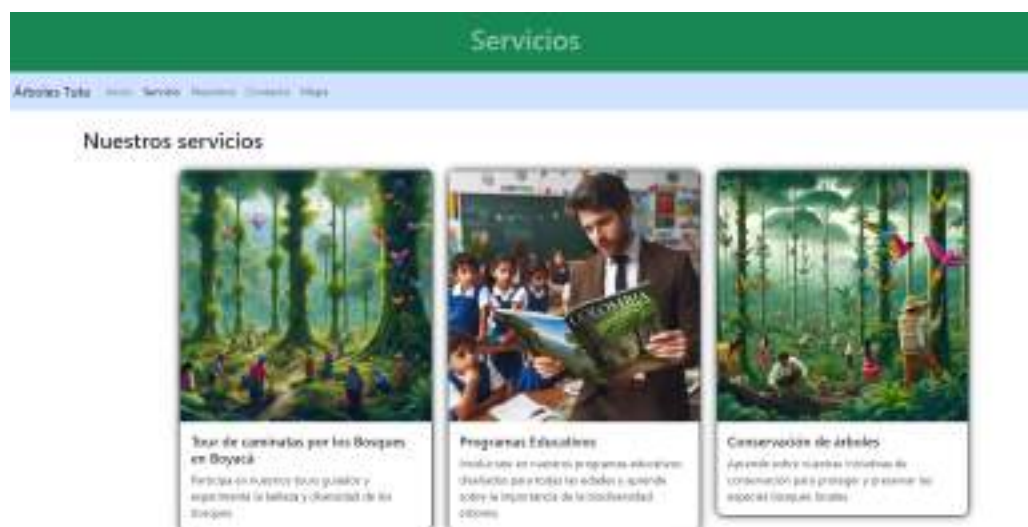 Servicios
Árboles Tuta Inicio Servicio Nosotros Contacto Mapa
Nuestros servicios
COLOMBIA
Tour de caminatas por los Bosques
en Boyacá
Participa en nuestros tours guiados y
experimenta la belleza y diversidad de los
bosques
Programas Educativos
en nuestros programas educativos
diseñados para todas las edades y aprende
sobre la importancia de la biodiversidad
Conservación de árboles
Aprende sobre nuestras iniciativas de
conservación para proteger y preservar las
especies bosques locales